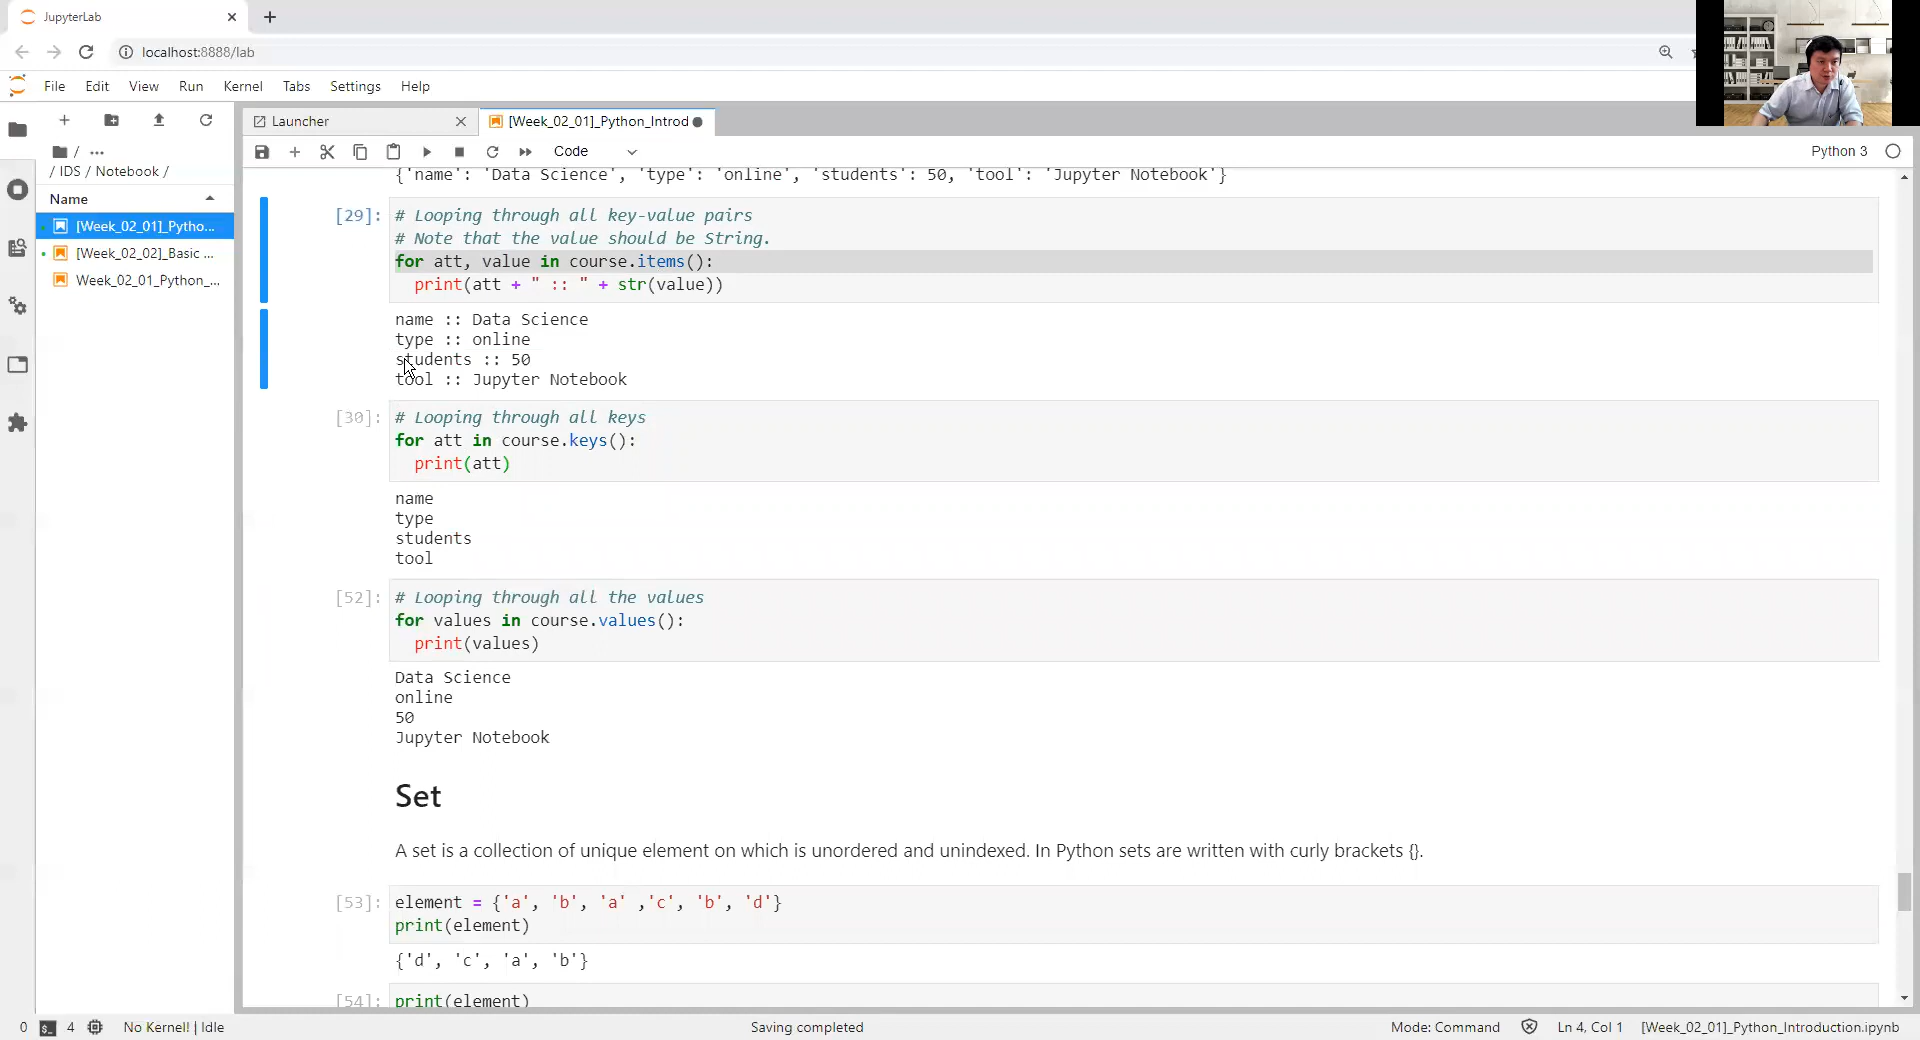 JupyterLab
localhost:8888/lab
File Edit View Run Kernel Tabs Settings Help
Launcher
[Week_02_01]_Python_Introd
Code
Python 3
/ ...
/ IDS / Notebook /
Name
[Week_02_01]_Pytho...
[Week_02_02]_Basic ...
Week_02_01_Python_...
{'name': 'Data Science', 'type': 'online', 'students': 50, 'tool': 'Jupyter Notebook'}
[29]: # Looping through all key-value pairs
# Note that the value should be String.
for att, value in course.items():
print(att + " :: " + str(value))
name :: Data Science
type :: online
students :: 50
tool :: Jupyter Notebook
[30]: # Looping through all keys
for att in course.keys():
print(att)
name
type
students
tool
[52]: # Looping through all the values
for values in course.values():
print(values)
Data Science
online
50
Jupyter Notebook
Set
A set is a collection of unique element on which is unordered and unindexed. In Python sets are written with curly brackets {}.
[53]: element = {'a', 'b', 'a' ,'c', 'b', 'd'}
print(element)
{'d', 'c', 'a', 'b'}
[54]: print(element)
0 4 No Kernel! | Idle Saving completed Mode: Command Ln 4, Col 1 [Week_02_01]_Python_Introduction.ipynb